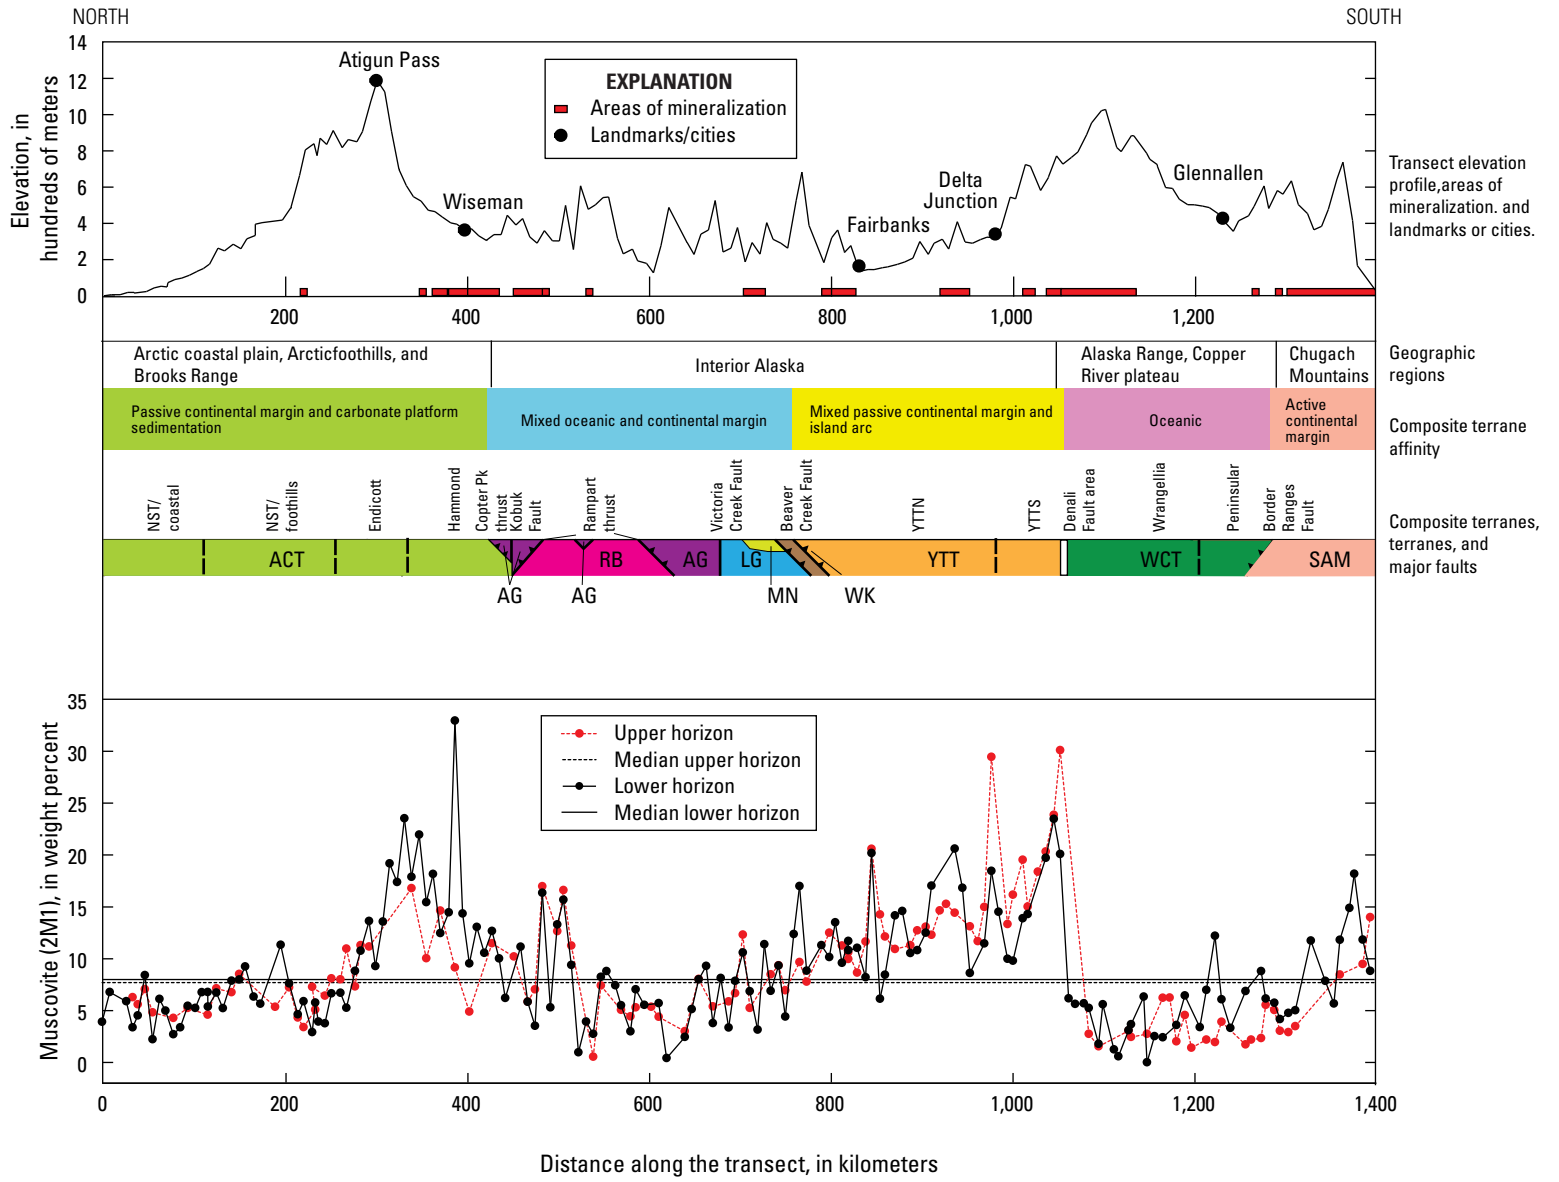 NORTH
SOUTH
14
12
10
8
6
4
2
0
Elevation, in
hundreds of meters
Atigun Pass
Wiseman
Fairbanks
Delta
Junction
Glennallen
EXPLANATION
Areas of mineralization
Landmarks/cities
Transect elevation
profile,areas of
mineralization. and
landmarks or cities.
200
400
600
800
1,000
1,200
Arctic coastal plain, Arcticfoothills, and
Brooks Range
Interior Alaska
Alaska Range, Copper
River plateau
Chugach
Mountains
Geographic
regions
Passive continental margin and carbonate platform
sedimentation
Mixed oceanic and continental margin
Mixed passive continental margin and
island arc
Oceanic
Active
continental
margin
Composite terrane
affinity
NST/
coastal
NST/
foothills
Endicott
Hammond
Copter Pk
thrust
Kobuk
Fault
Rampart
thrust
Victoria
Creek Fault
Beaver
Creek Fault
YTTN
YTTS
Denali
Fault area
Wrangellia
Peninsular
Border
Ranges
Fault
Composite terranes,
terranes, and
major faults
ACT
RB
AG
LG
YTT
WCT
SAM
AG
AG
MN
WK
35
30
25
20
15
10
5
0
Muscovite (2M1), in weight percent
Upper horizon
Median upper horizon
Lower horizon
Median lower horizon
0
200
400
600
800
1,000
1,200
1,400
Distance along the transect, in kilometers